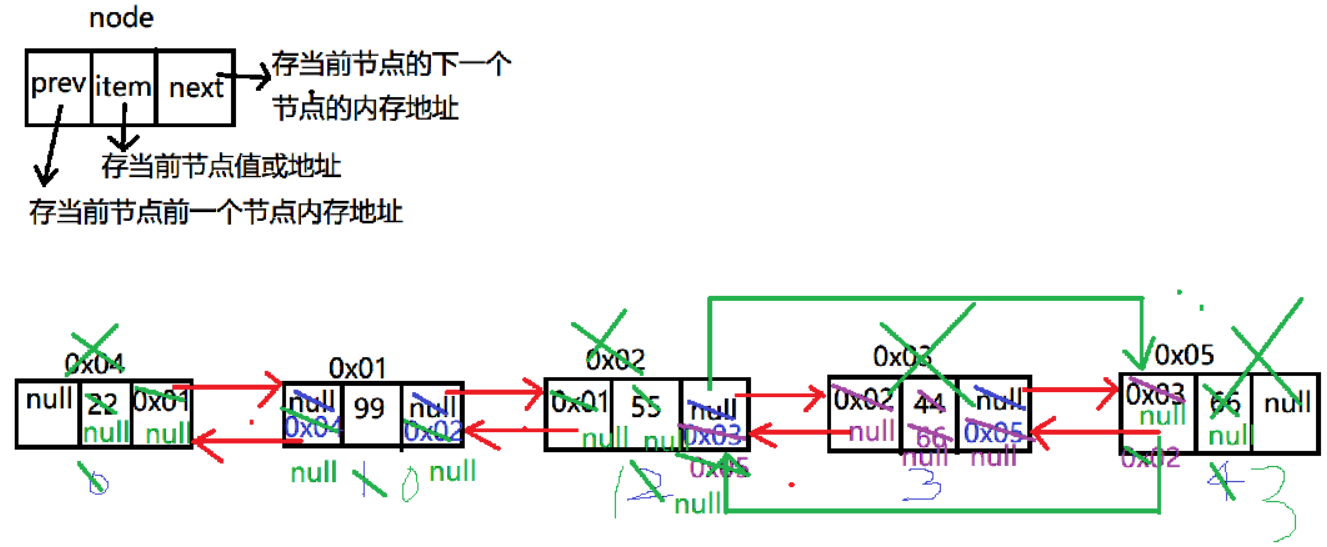 node
prev item next
存当前节点的下一个
节点的内存地址
存当前节点值或地址
存当前节点前一个节点内存地址
0x04 0x01 0x02 0x03 0x05
null 22 0x01 null 99 null 0x01 55 null 0x02 44 null 0x03 66 null
null null 0x04 0x02 null null 0x03 null 66 0x05 null null
null null 0x05 null null 0x02
null
0 1 0 1 2 3 4 3